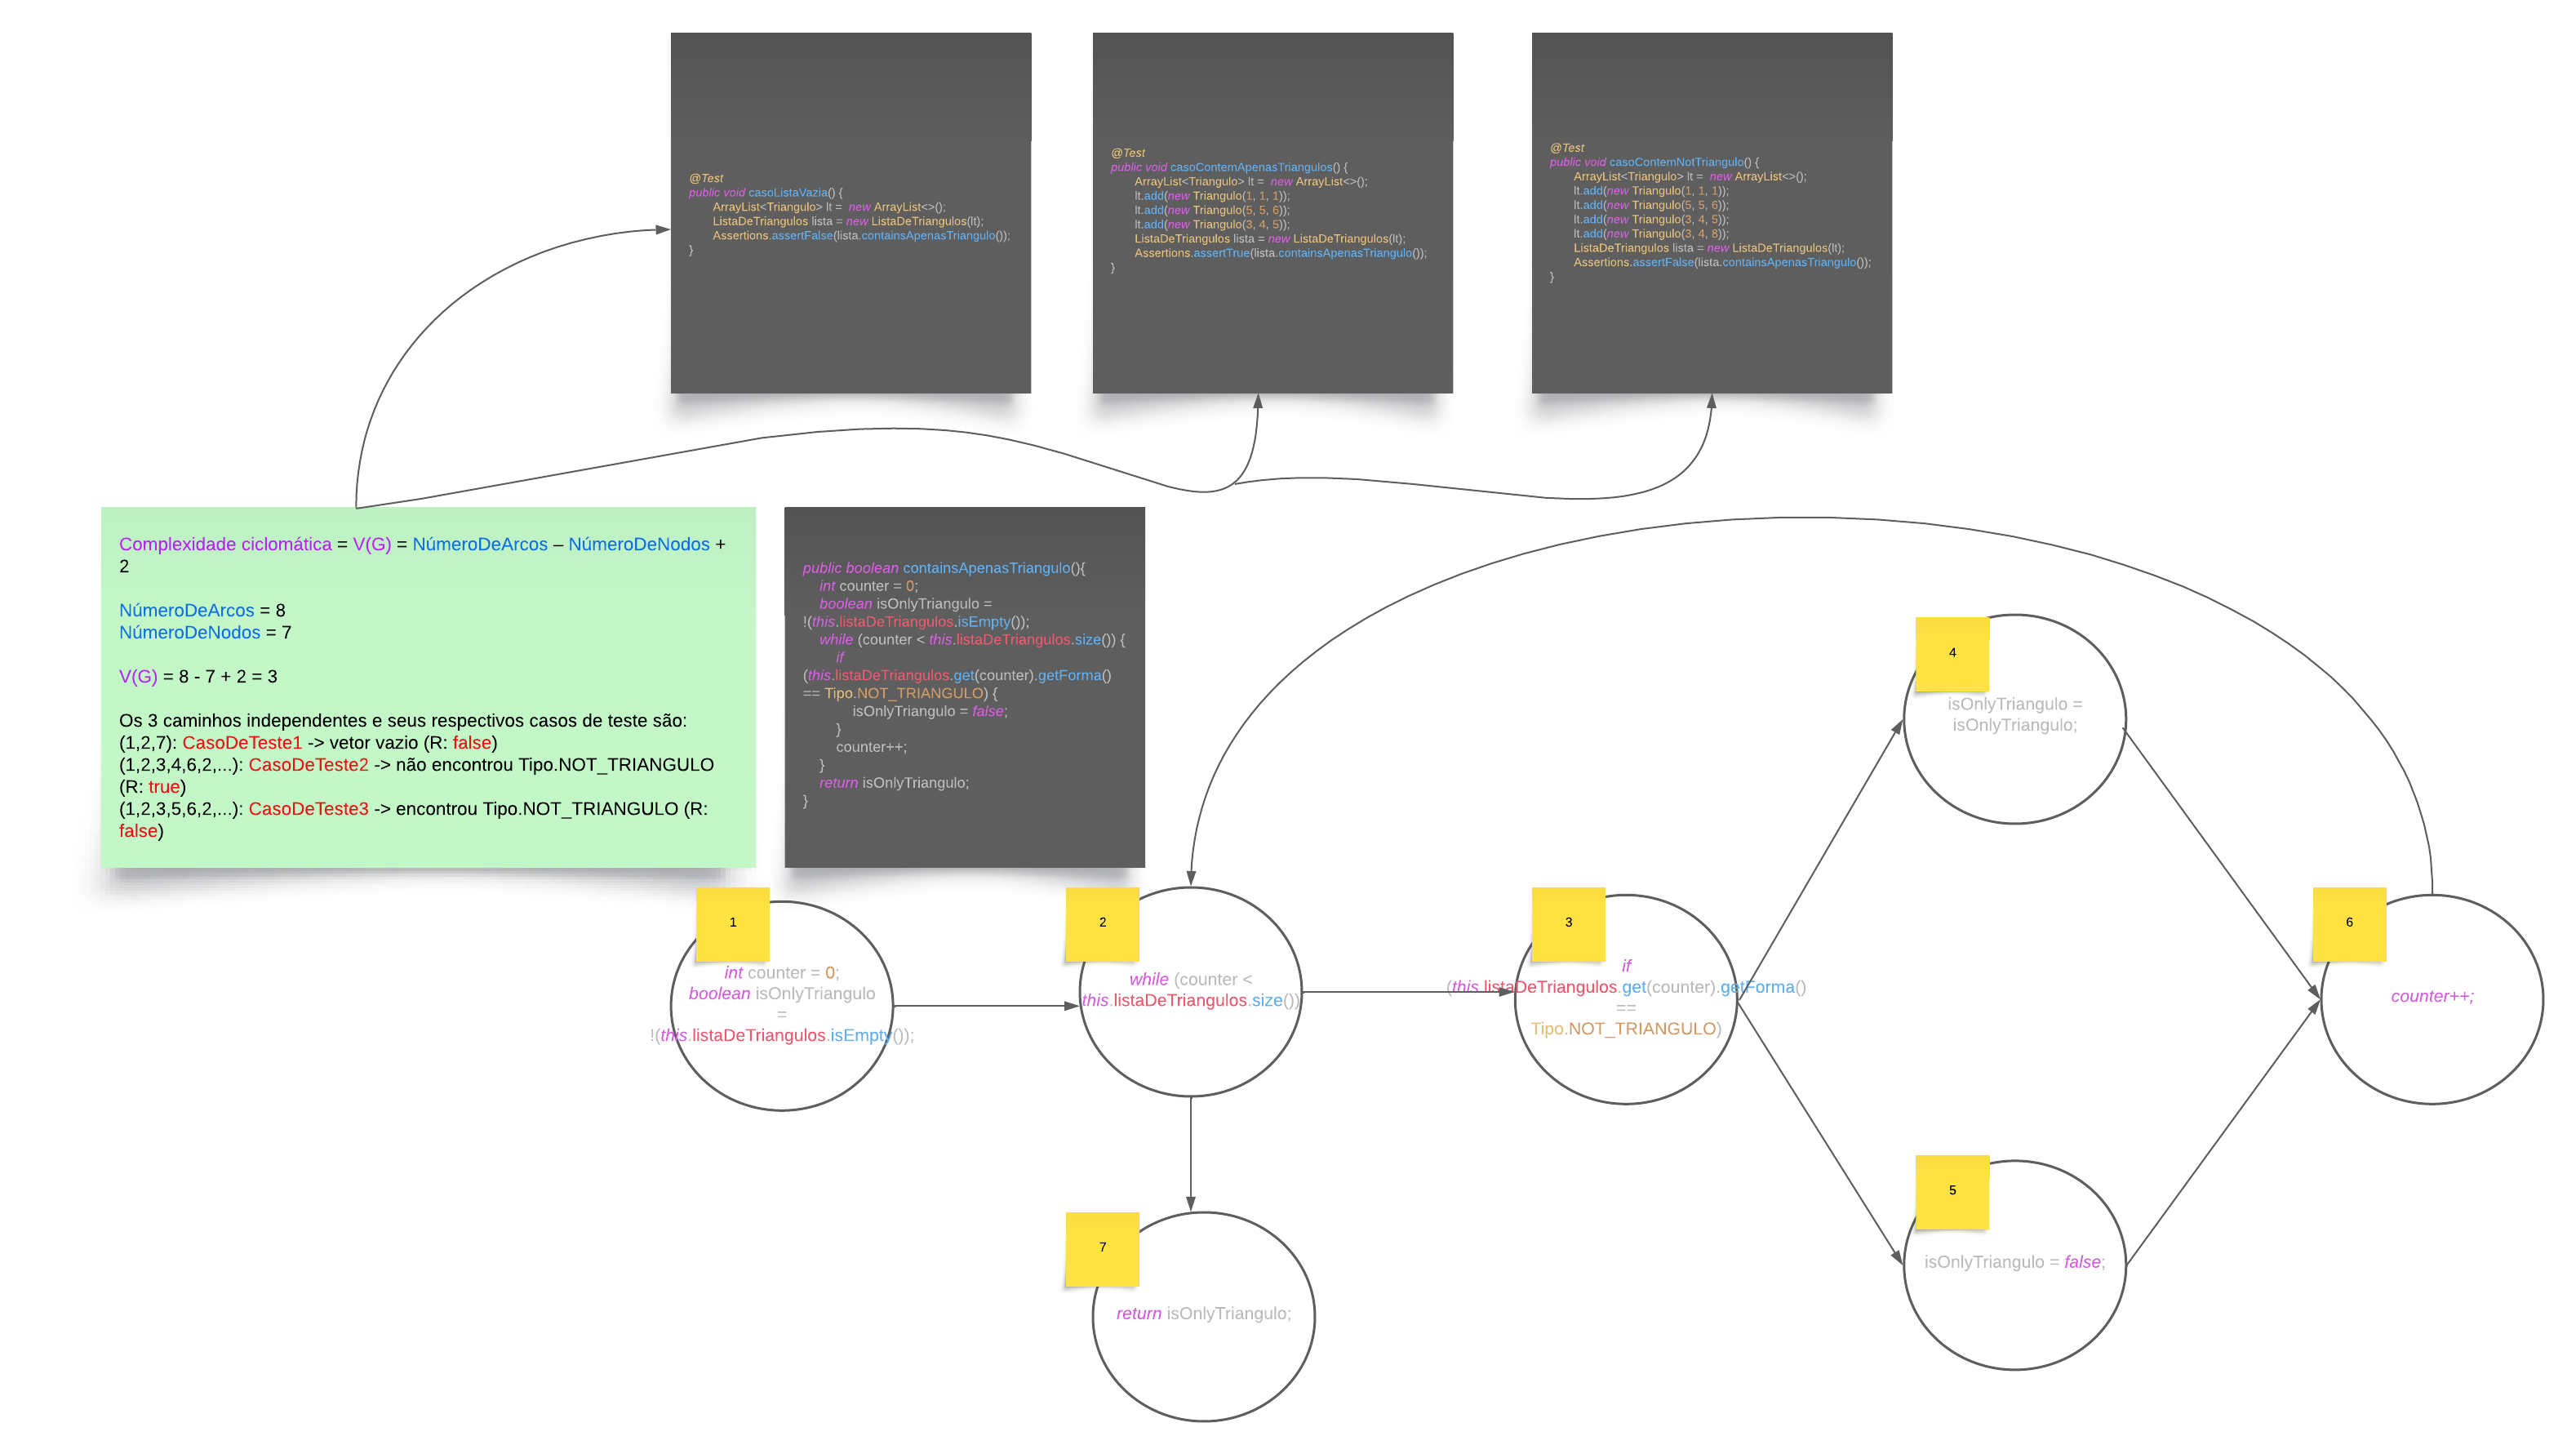 @Test
public void casoListaVazia() {
ArrayList<Triangulo> lt =  new ArrayList<>();
ListaDeTriangulos lista = new ListaDeTriangulos(lt);
Assertions.assertFalse(lista.containsApenasTriangulo());
}
@Test
public void casoContemApenasTriangulos() {
ArrayList<Triangulo> lt =  new ArrayList<>();
lt.add(new Triangulo(1, 1, 1));
lt.add(new Triangulo(5, 5, 6));
lt.add(new Triangulo(3, 4, 5));
ListaDeTriangulos lista = new ListaDeTriangulos(lt);
Assertions.assertTrue(lista.containsApenasTriangulo());
}
@Test
public void casoContemNotTriangulo() {
ArrayList<Triangulo> lt =  new ArrayList<>();
lt.add(new Triangulo(1, 1, 1));
lt.add(new Triangulo(5, 5, 6));
lt.add(new Triangulo(3, 4, 5));
lt.add(new Triangulo(3, 4, 8));
ListaDeTriangulos lista = new ListaDeTriangulos(lt);
Assertions.assertFalse(lista.containsApenasTriangulo());
}
Complexidade ciclomática = V(G) = NúmeroDeArcos – NúmeroDeNodos +
2
NúmeroDeArcos = 8
NúmeroDeNodos = 7
V(G) = 8 - 7 + 2 = 3
Os 3 caminhos independentes e seus respectivos casos de teste são:
(1,2,7): CasoDeTeste1 -> vetor vazio (R: false)
(1,2,3,4,6,2,...): CasoDeTeste2 -> não encontrou Tipo.NOT_TRIANGULO
(R: true)
(1,2,3,5,6,2,...): CasoDeTeste3 -> encontrou Tipo.NOT_TRIANGULO (R:
false)
public boolean containsApenasTriangulo(){
int counter = 0;
boolean isOnlyTriangulo =
!(this.listaDeTriangulos.isEmpty());
while (counter < this.listaDeTriangulos.size()) {
if
(this.listaDeTriangulos.get(counter).getForma()
== Tipo.NOT_TRIANGULO) {
isOnlyTriangulo = false;
}
counter++;
}
return isOnlyTriangulo;
}
1
int counter = 0;
boolean isOnlyTriangulo
=
!(this.listaDeTriangulos.isEmpty());
2
while (counter <
this.listaDeTriangulos.size())
3
if
(this.listaDeTriangulos.get(counter).getForma()
==
Tipo.NOT_TRIANGULO)
4
isOnlyTriangulo =
isOnlyTriangulo;
5
isOnlyTriangulo = false;
6
counter++;
7
return isOnlyTriangulo;